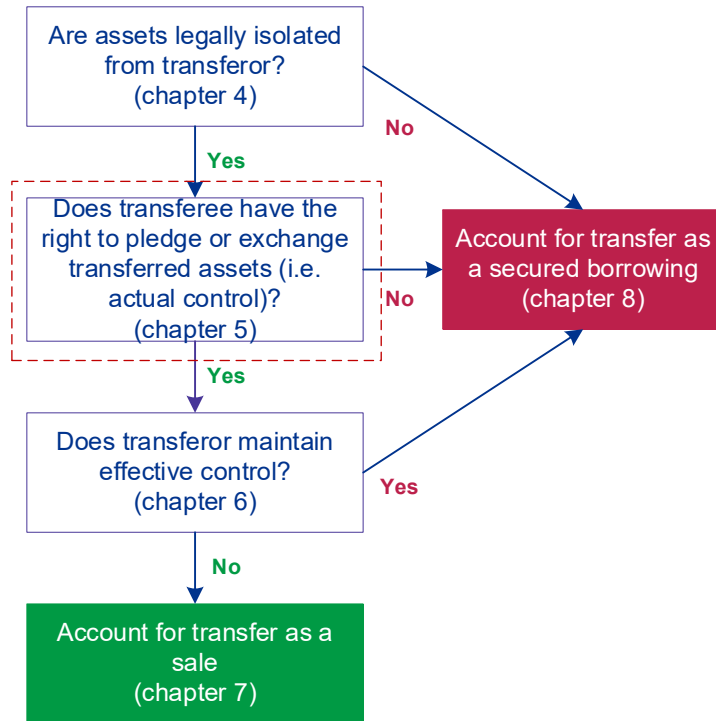 Are assets legally isolated
from transferor?
(chapter 4)
No
Yes
Does transferee have the
right to pledge or exchange
transferred assets (i.e.
actual control)?
(chapter 5)
No
Account for transfer as
a secured borrowing
(chapter 8)
Yes
Does transferor maintain
effective control?
(chapter 6)
Yes
No
Account for transfer as a
sale
(chapter 7)